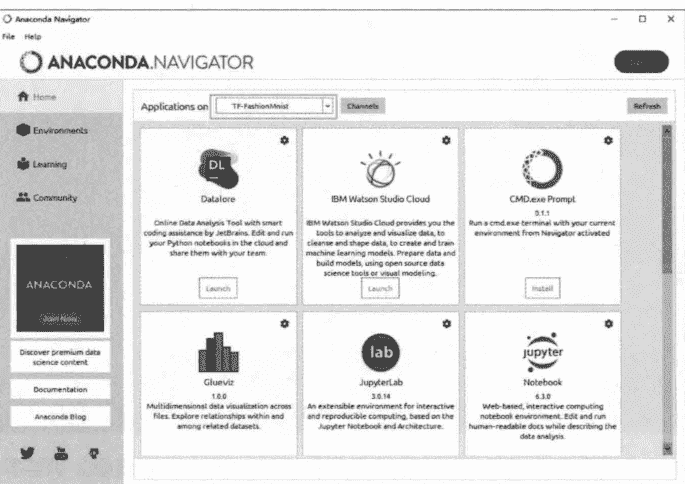 Anaconda Navigator
File Help
ANACONDA.NAVIGATOR
Home
Environments
Learning
Community
ANACONDA
Join Now
Discover premium data
science content
Documentation
Anaconda Blog
Applications on TF-FashionMnist Channels Refresh
DL
Datalore
Online Data Analysis Tool with smart
coding assistance by JetBrains. Edit and run
your Python notebooks in the cloud and
share them with your team.
Launch
IBM Watson Studio Cloud
IBM Watson Studio Cloud provides you the
tools to analyze and visualize data, to
cleanse and shape data, to create and train
machine learning models. Prepare data and
build models, using open source data
science tools or visual modeling.
Launch
CMD.exe Prompt
0.1.1
Run a cmd.exe terminal with your current
environment from Navigator activated
Install
Glueviz
1.0.0
Multidimensional data visualization across
files. Explore relationships within and
among related datasets.
lab
JupyterLab
3.0.14
An extensible environment for interactive
and reproducible computing, based on the
Jupyter Notebook and Architecture.
jupyter
Notebook
6.3.0
Web-based, interactive computing
notebook environment. Edit and run
human-readable docs while describing the
data analysis.